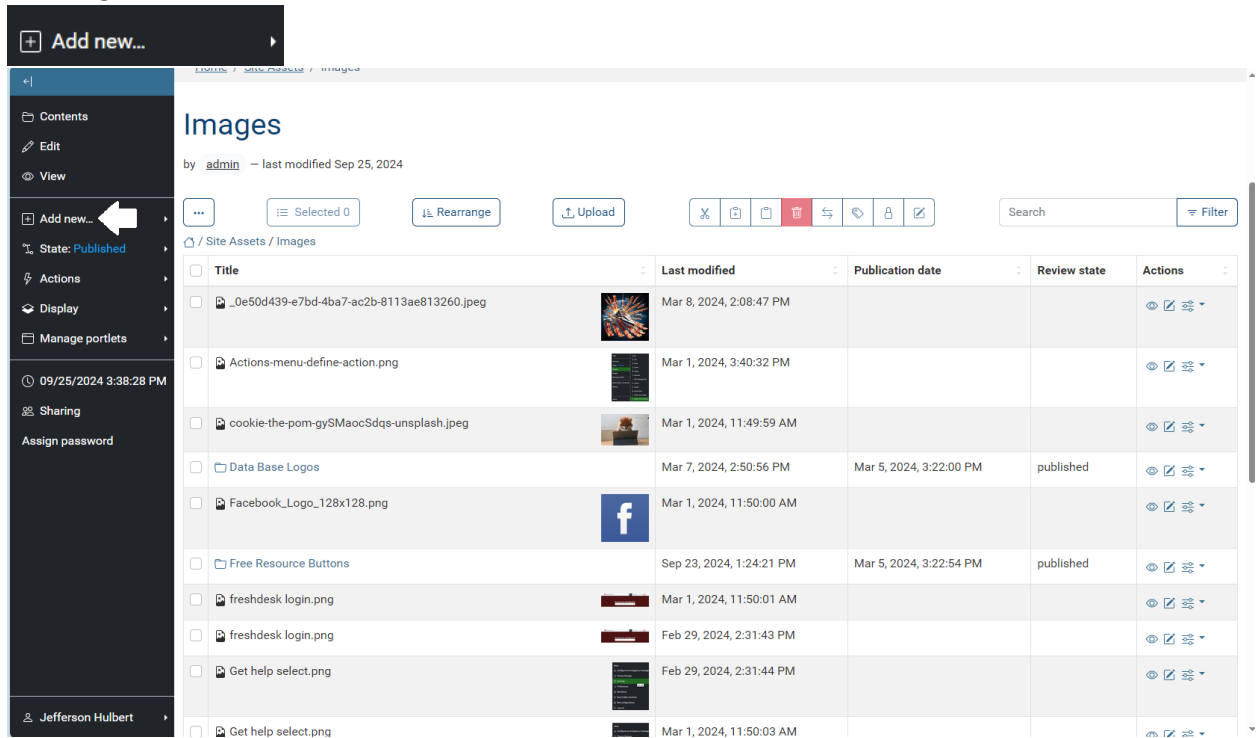 Add new...
Home / Site Assets / Images
Contents
Edit
View
Add new...
State: Published
Actions
Display
Manage portlets
09/25/2024 3:38:28 PM
Sharing
Assign password
Jefferson Hulbert
Images
by admin — last modified Sep 25, 2024
... Selected 0 Rearrange Upload Search Filter
/ Site Assets / Images
Title Last modified Publication date Review state Actions
_0e50d439-e7bd-4ba7-ac2b-8113ae813260.jpeg Mar 8, 2024, 2:08:47 PM
Actions-menu-define-action.png Mar 1, 2024, 3:40:32 PM
cookie-the-pom-gySMaocSdqs-unsplash.jpeg Mar 1, 2024, 11:49:59 AM
Data Base Logos Mar 7, 2024, 2:50:56 PM Mar 5, 2024, 3:22:00 PM published
Facebook_Logo_128x128.png Mar 1, 2024, 11:50:00 AM
Free Resource Buttons Sep 23, 2024, 1:24:21 PM Mar 5, 2024, 3:22:54 PM published
freshdesk login.png Mar 1, 2024, 11:50:01 AM
freshdesk login.png Feb 29, 2024, 2:31:43 PM
Get help select.png Feb 29, 2024, 2:31:44 PM
Get help select.png Mar 1, 2024, 11:50:03 AM